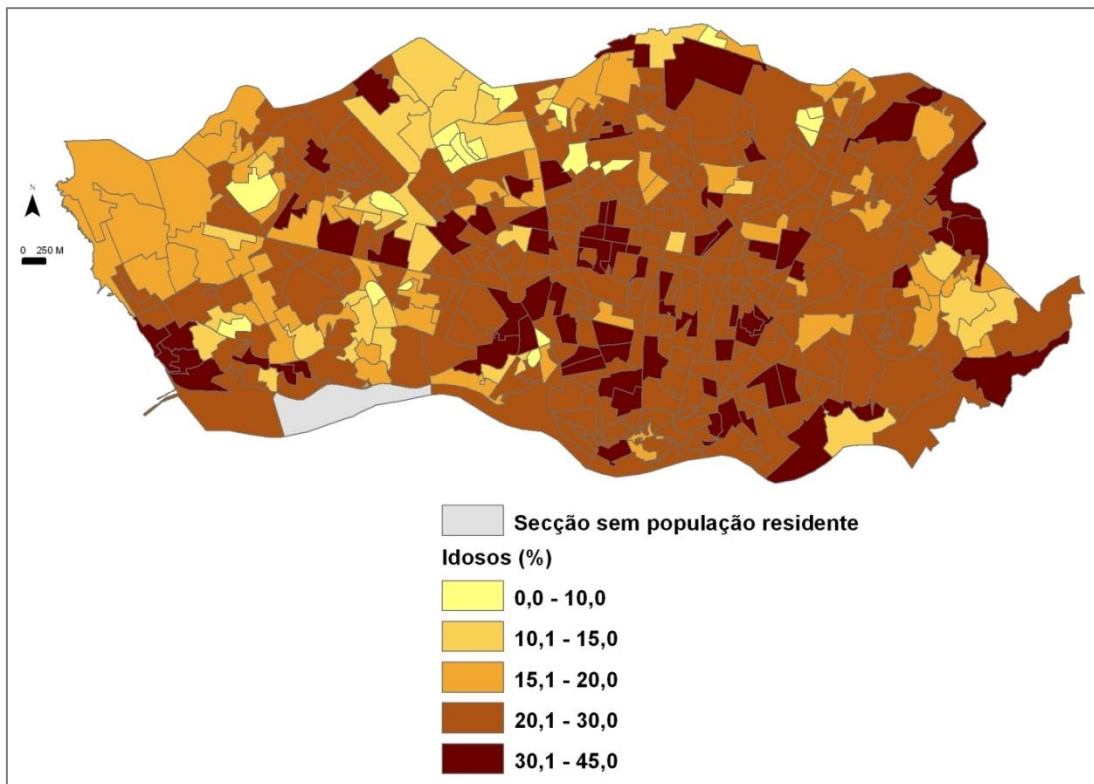 N
0 250 M
Secção sem população residente
Idosos (%)
0,0 - 10,0
10,1 - 15,0
15,1 - 20,0
20,1 - 30,0
30,1 - 45,0